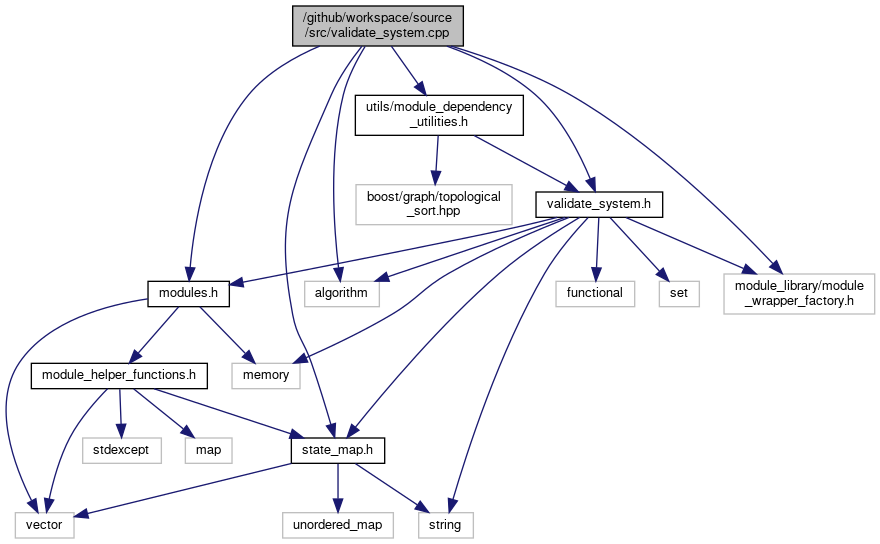 /github/workspace/source
/src/validate_system.cpp
utils/module_dependency
_utilities.h
boost/graph/topological
_sort.hpp
validate_system.h
modules.h
algorithm
functional
set
module_library/module
_wrapper_factory.h
module_helper_functions.h
memory
stdexcept
map
state_map.h
vector
unordered_map
string